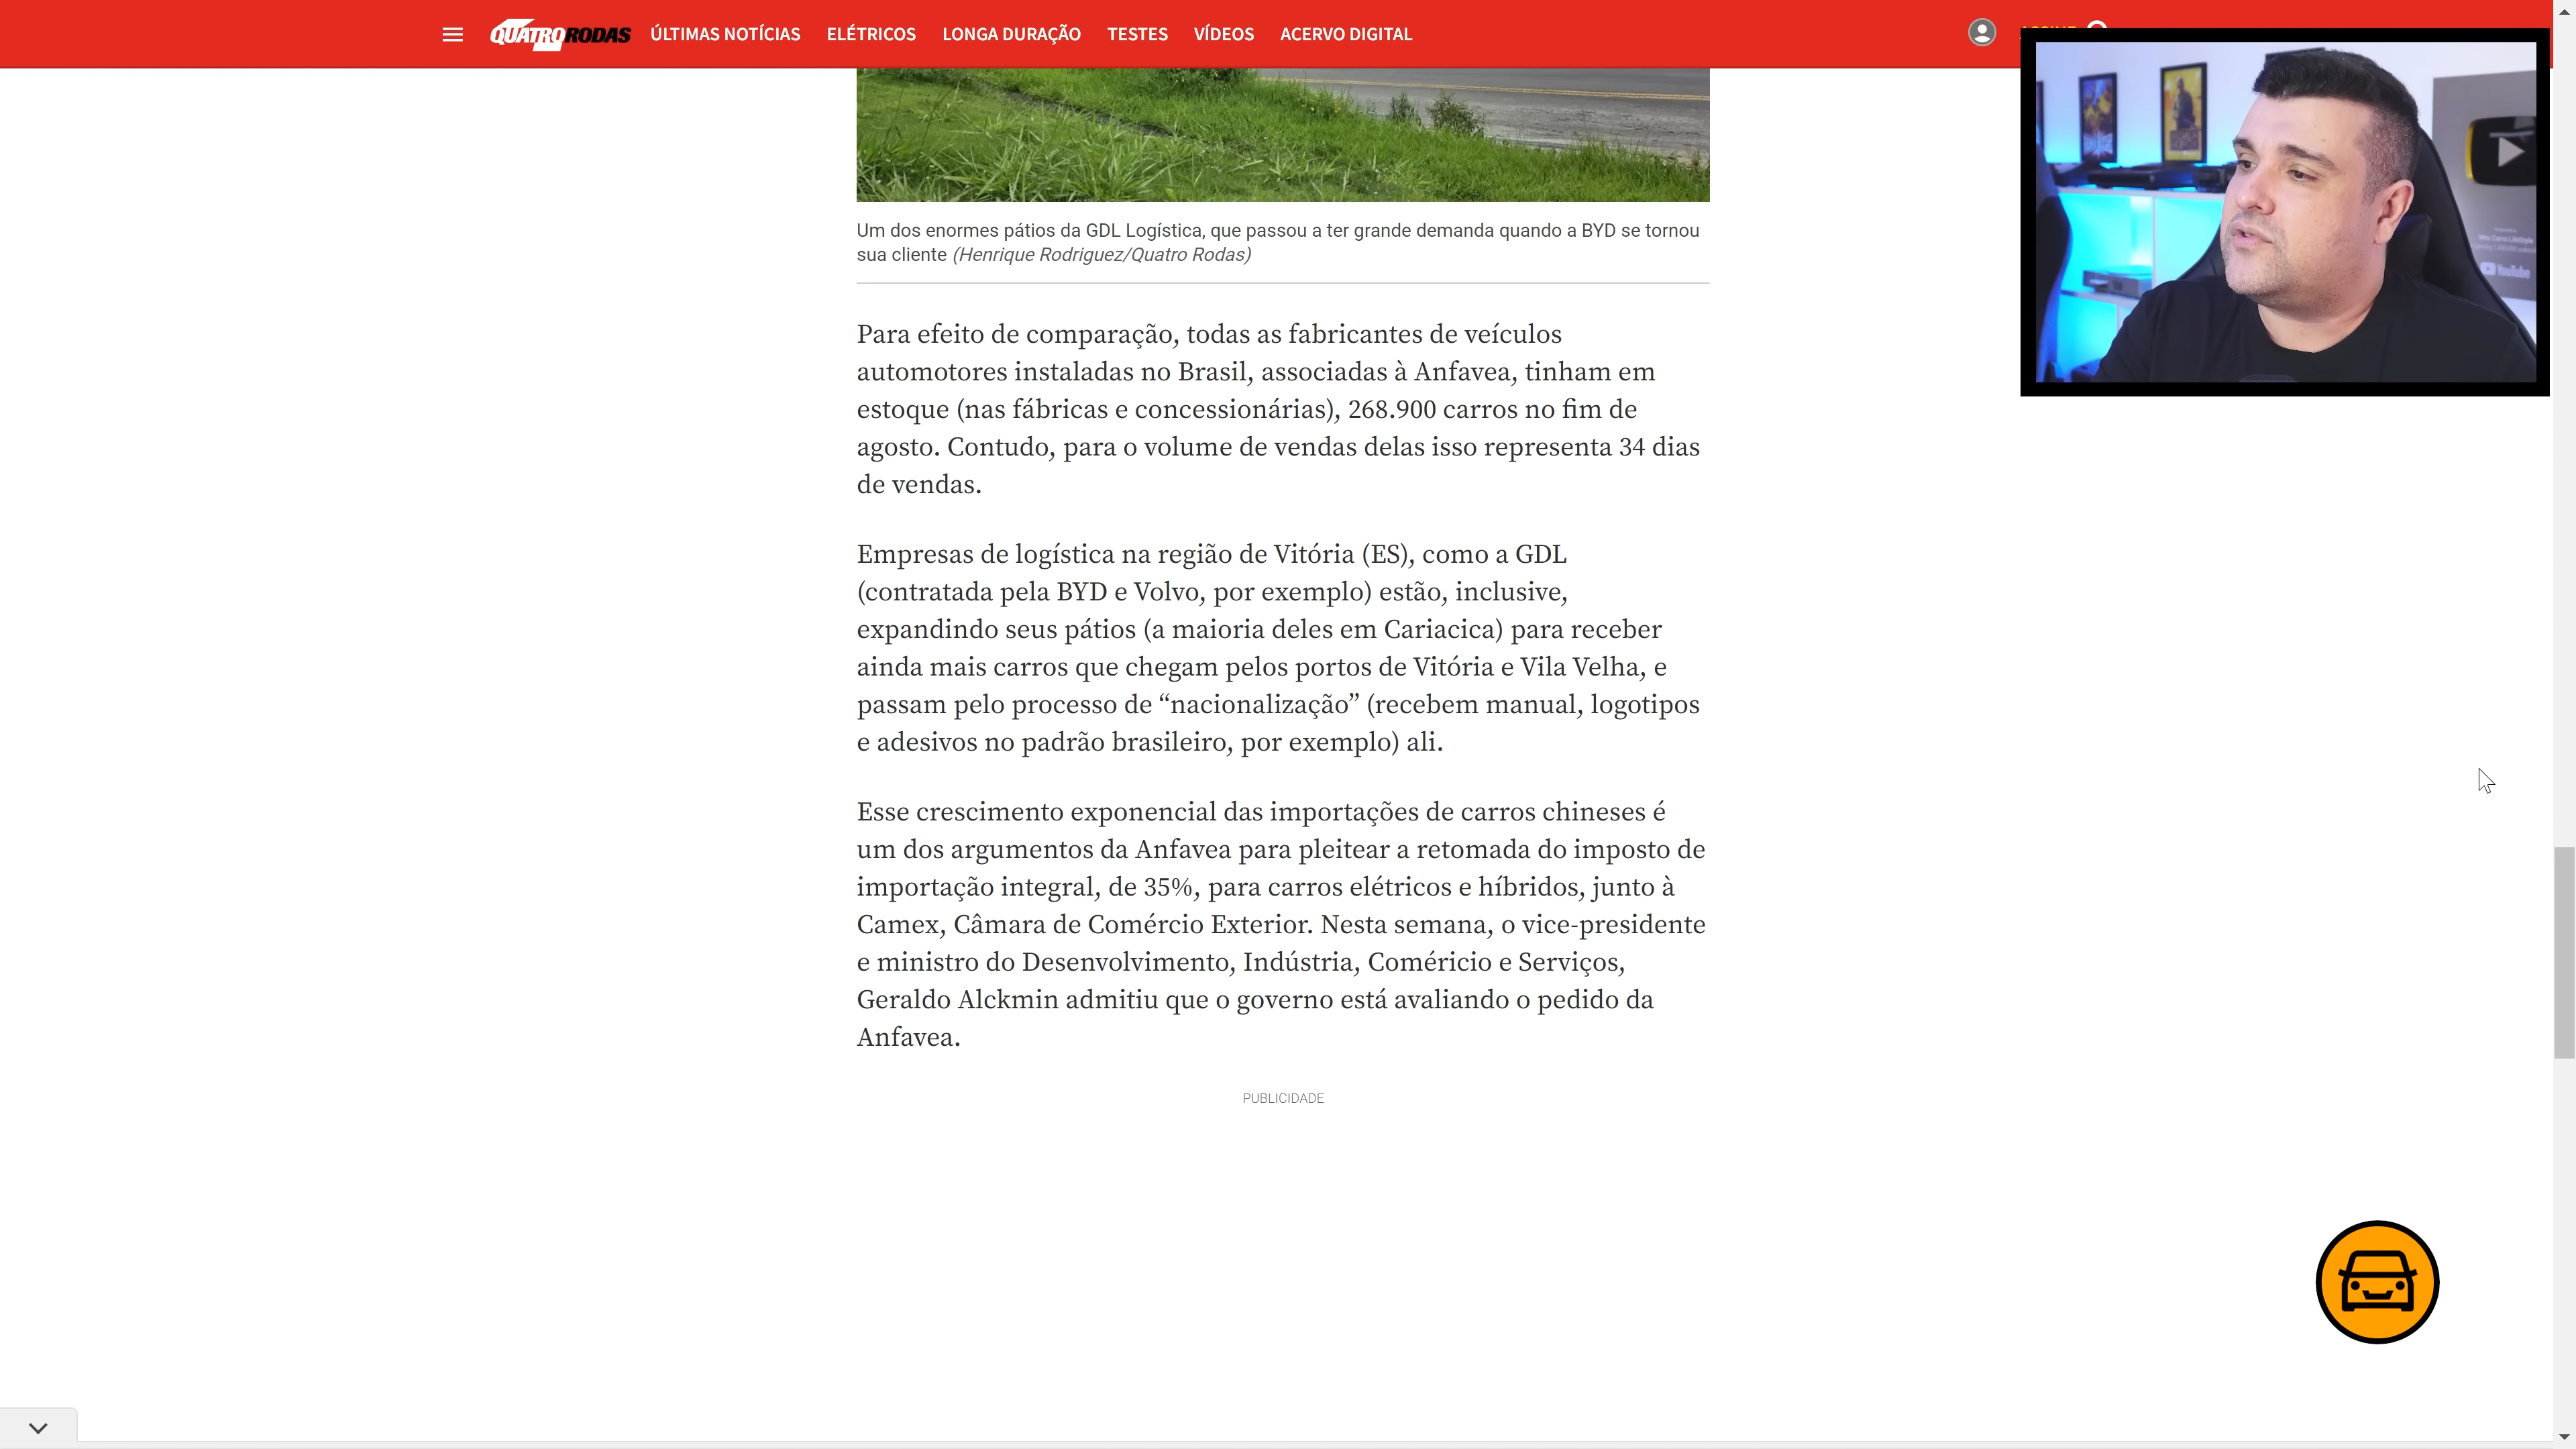 QUATRO RODAS
ÚLTIMAS NOTÍCIAS
ELÉTRICOS
LONGA DURAÇÃO
TESTES
VÍDEOS
ACERVO DIGITAL
Um dos enormes pátios da GDL Logística, que passou a ter grande demanda quando a BYD se tornou
sua cliente (Henrique Rodriguez/Quatro Rodas)
Para efeito de comparação, todas as fabricantes de veículos
automotores instaladas no Brasil, associadas à Anfavea, tinham em
estoque (nas fábricas e concessionárias), 268.900 carros no fim de
agosto. Contudo, para o volume de vendas delas isso representa 34 dias
de vendas.
Empresas de logística na região de Vitória (ES), como a GDL
(contratada pela BYD e Volvo, por exemplo) estão, inclusive,
expandindo seus pátios (a maioria deles em Cariacica) para receber
ainda mais carros que chegam pelos portos de Vitória e Vila Velha, e
passam pelo processo de “nacionalização” (recebem manual, logotipos
e adesivos no padrão brasileiro, por exemplo) ali.
Esse crescimento exponencial das importações de carros chineses é
um dos argumentos da Anfavea para pleitear a retomada do imposto de
importação integral, de 35%, para carros elétricos e híbridos, junto à
Camex, Câmara de Comércio Exterior. Nesta semana, o vice-presidente
e ministro do Desenvolvimento, Indústria, Coméricio e Serviços,
Geraldo Alckmin admitiu que o governo está avaliando o pedido da
Anfavea.
PUBLICIDADE
YouTube